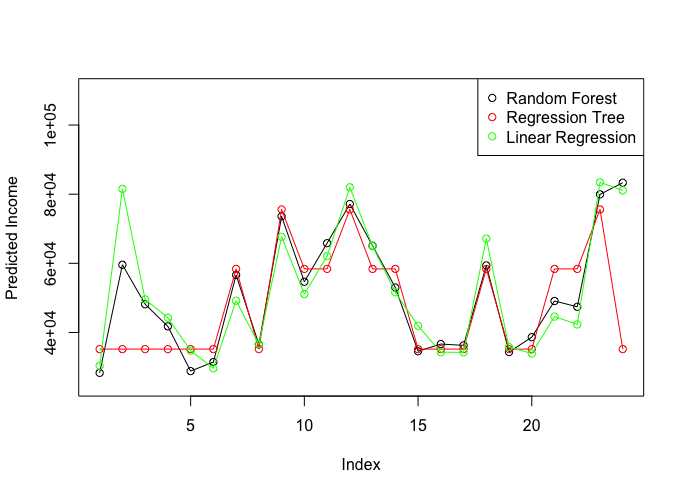 Random Forest
Regression Tree
Linear Regression
Predicted Income
1e+05
8e+04
6e+04
4e+04
5
10
15
20
Index